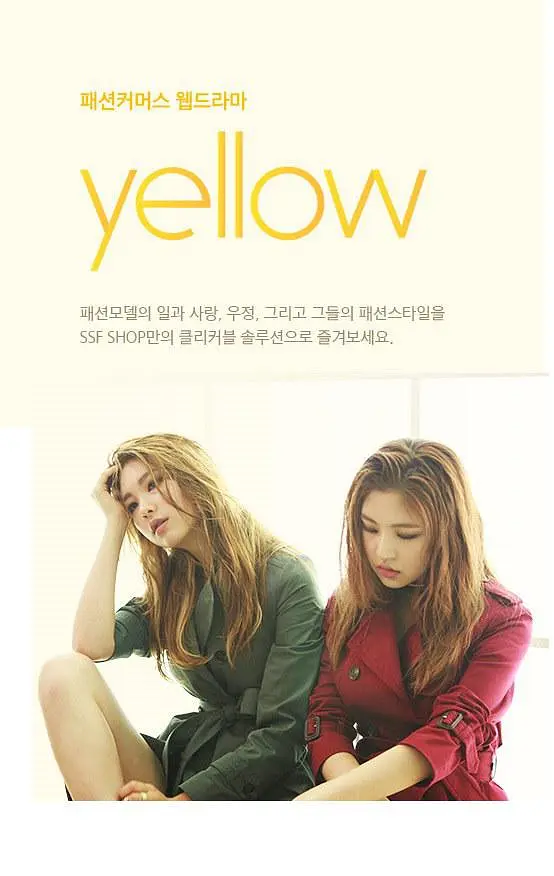 패션커머스 웹드라마
yellow
패션모델의 일과 사랑, 우정, 그리고 그들의 패션스타일을
SSF SHOP만의 클리커블 솔루션으로 즐겨보세요.